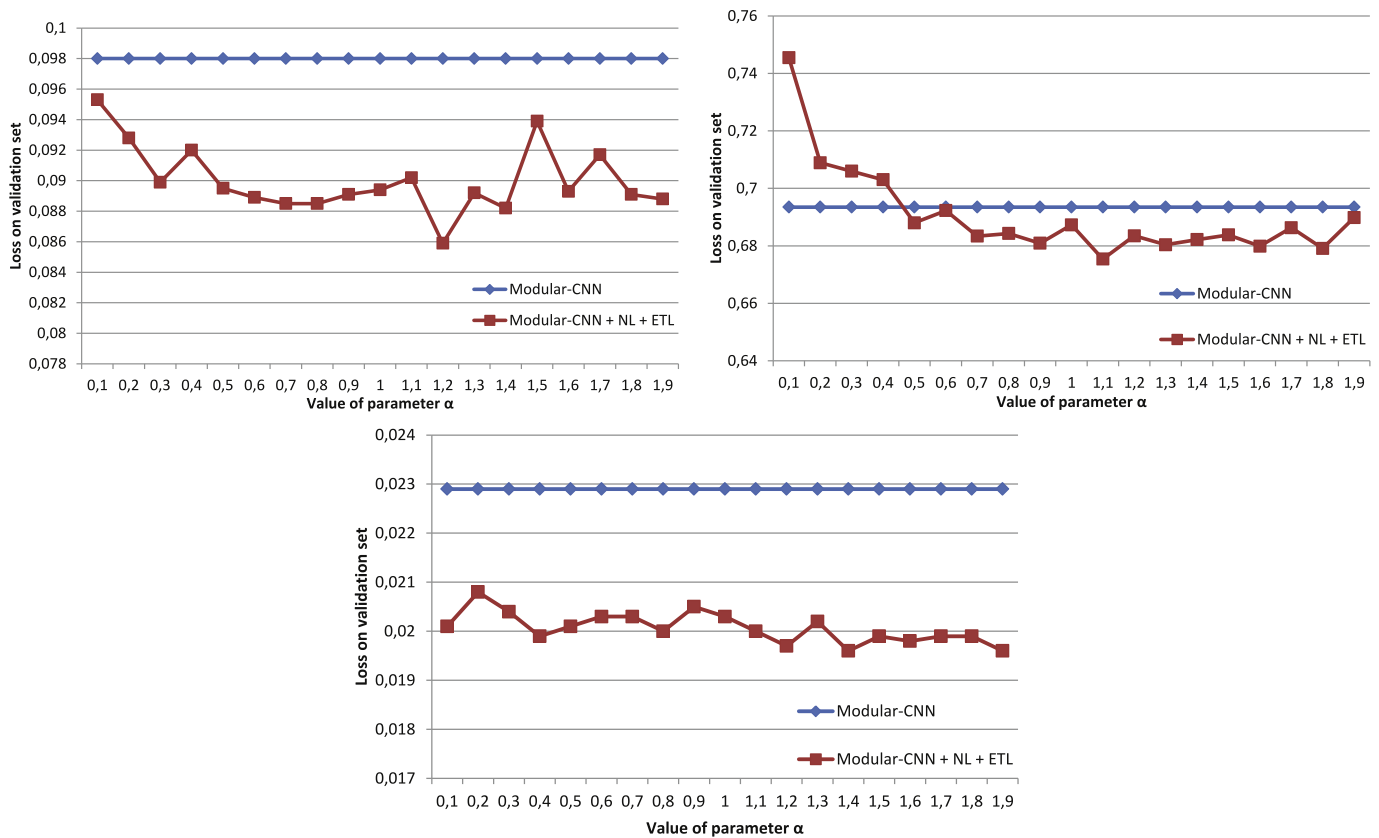 0,1
0,098
0,096
0,094
0,092
0,09
0,088
0,086
0,084
0,082
0,08
0,078
Loss on validation set
Modular-CNN
Modular-CNN + NL + ETL
0,1 0,2 0,3 0,4 0,5 0,6 0,7 0,8 0,9 1 1,1 1,2 1,3 1,4 1,5 1,6 1,7 1,8 1,9
Value of parameter α
0,76
0,74
0,72
0,7
0,68
0,66
0,64
Loss on validation set
Modular-CNN
Modular-CNN + NL + ETL
0,1 0,2 0,3 0,4 0,5 0,6 0,7 0,8 0,9 1 1,1 1,2 1,3 1,4 1,5 1,6 1,7 1,8 1,9
Value of parameter α
0,024
0,023
0,022
0,021
0,02
0,019
0,018
0,017
Loss on validation set
Modular-CNN
Modular-CNN + NL + ETL
0,1 0,2 0,3 0,4 0,5 0,6 0,7 0,8 0,9 1 1,1 1,2 1,3 1,4 1,5 1,6 1,7 1,8 1,9
Value of parameter α